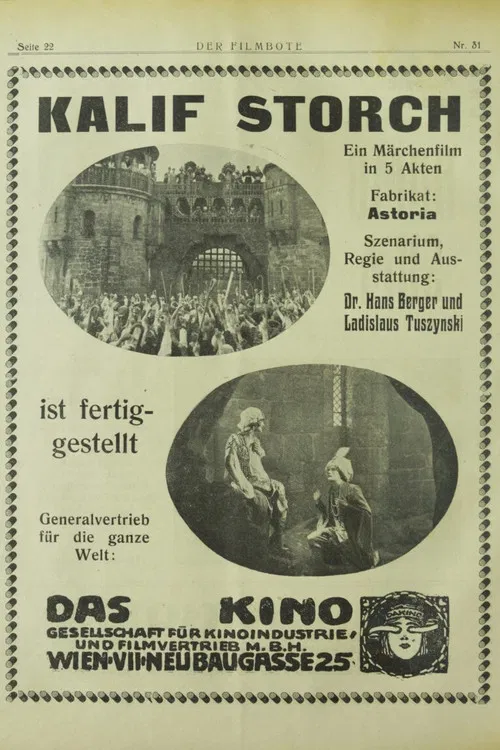 Seite 22
DER FILMBOTE
Nr. 31
KALIF STORCH
Ein Märchenfilm
in 5 Akten
Fabrikat:
Astoria
Szenarium,
Regie und Aus-
stattung:
Dr. Hans Berger und
Ladislaus Tuszynski
ist fertig-
gestellt
Generalvertrieb
für die ganze
Welt:
DAS KINO
GESELLSCHAFT FÜR KINOINDUSTRIE,
UND FILMVERTRIEB M.B.H.
WIEN·VII·NEUBAUGASSE 25
DAKINO